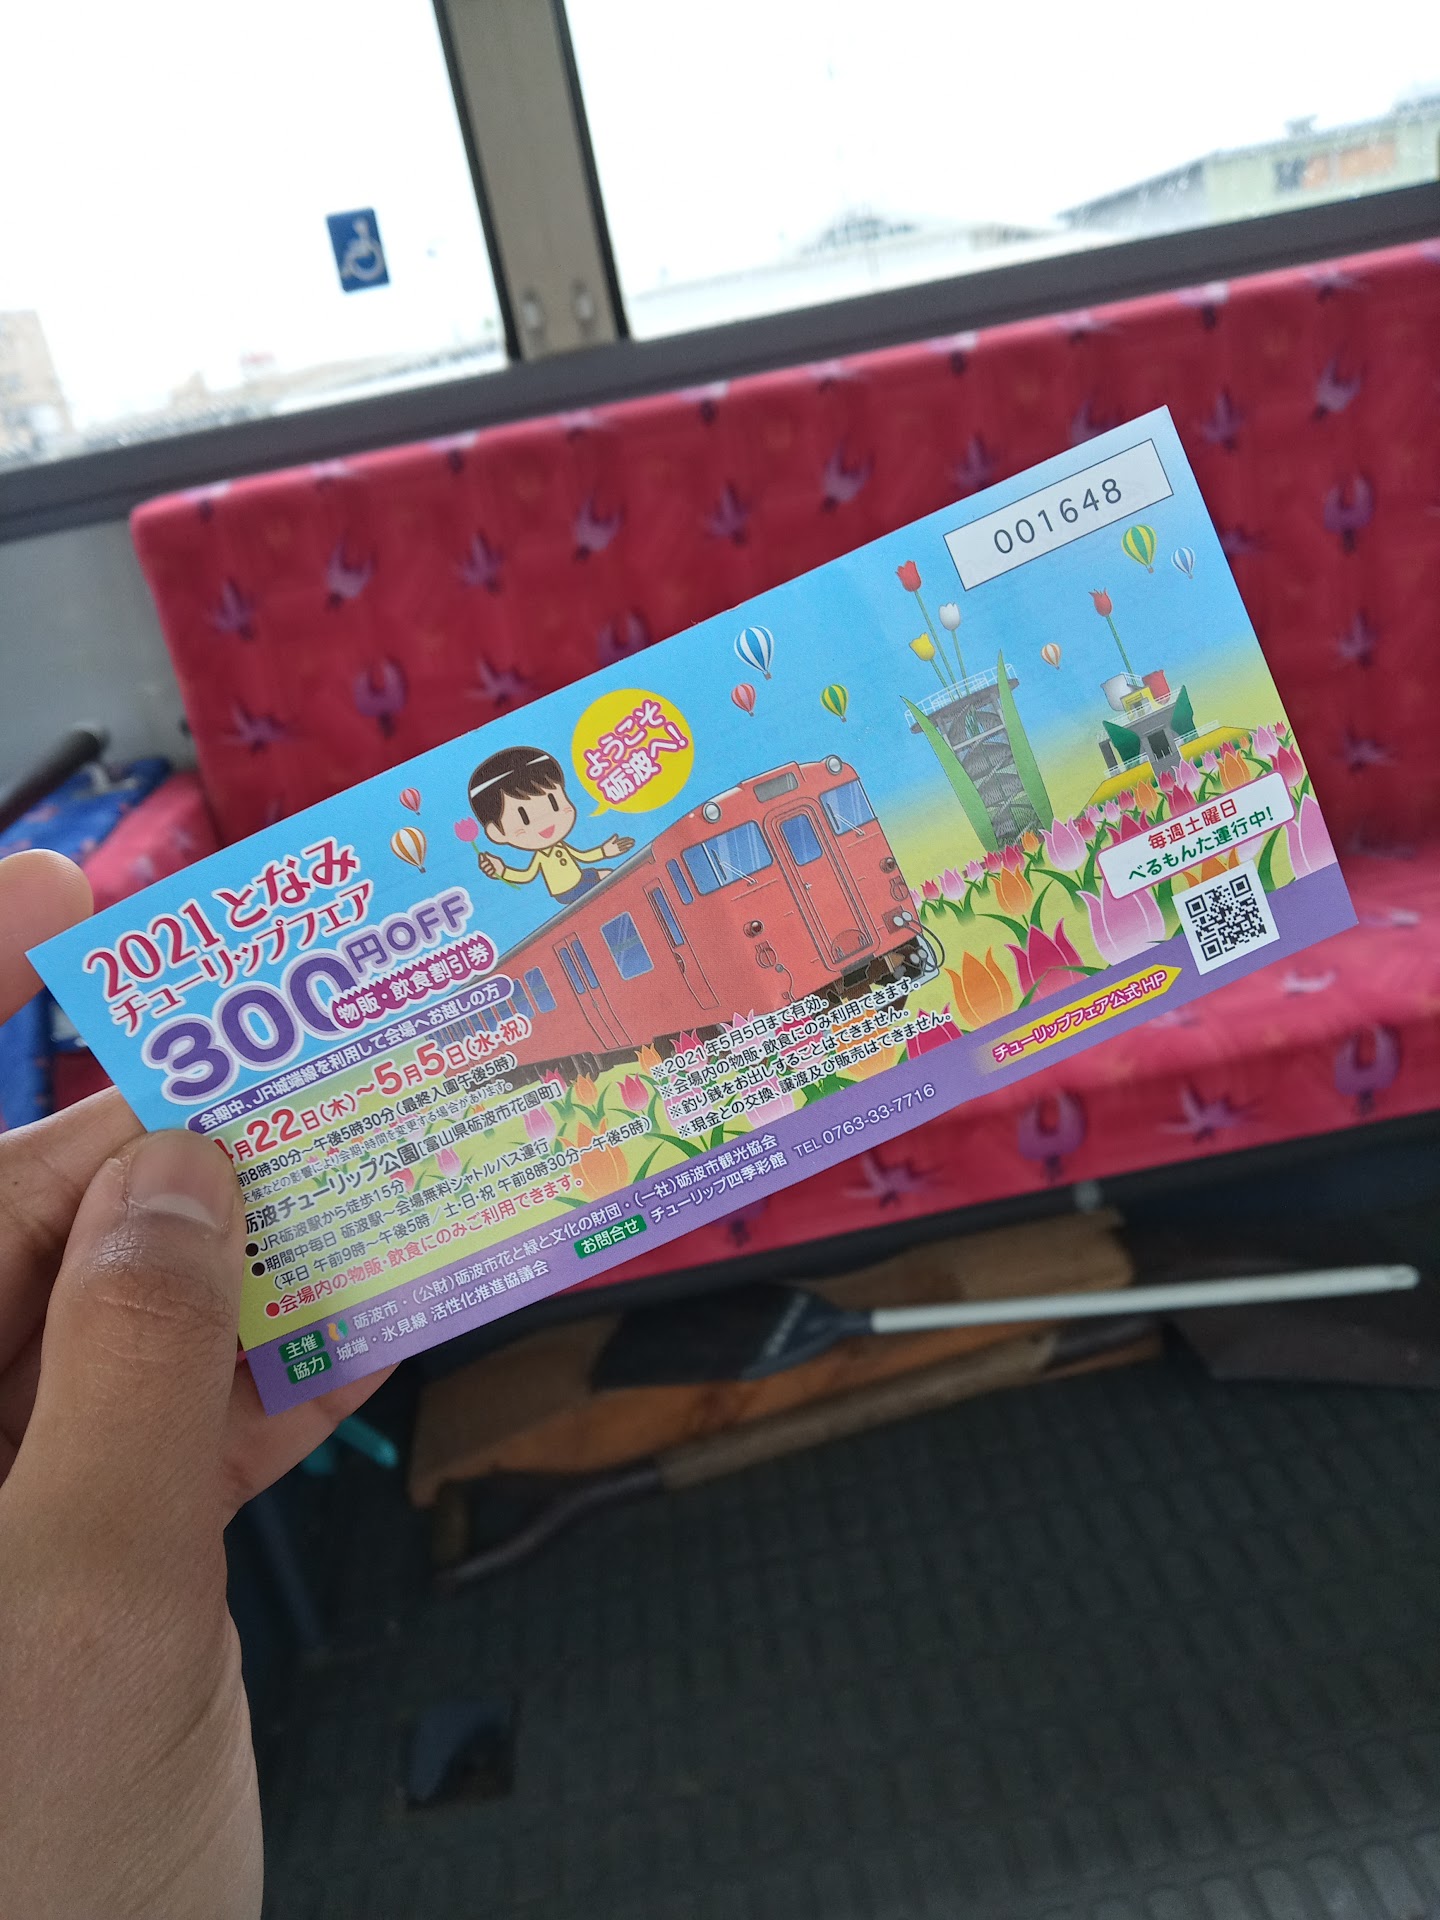 001648
2021となみ
チューリップフェア
300円OFF
物販・飲食割引券
ようこそ
砺波へ!
会期中、JR城端線を利用して会場へお越しの方
月22日(木)〜5月5日(水・祝)
前8時30分〜午後5時30分(最終入園午後5時)
天候などの影響により会期・時間を変更する場合があります。
砺波チューリップ公園[富山県砺波市花園町]
●JR砺波駅から徒歩15分
●期間中毎日 砺波駅〜会場無料シャトルバス運行
(平日 午前9時〜午後5時/土・日・祝 午前8時30分〜午後5時)
●会場内の物販・飲食にのみご利用できます。
※2021年5月5日まで有効。
※会場内の物販・飲食にのみ利用できます。
※釣り銭をお出しすることはできません。
※現金との交換、譲渡及び販売はできません。
毎週土曜日
べるもんた運行中!
チューリップフェア公式HP
主催 砺波市・(公財)砺波市花と緑と文化の財団・(一社)砺波市観光協会
協力 城端・氷見線 活性化推進協議会
お問合せ チューリップ四季彩館 TEL 0763-33-7716